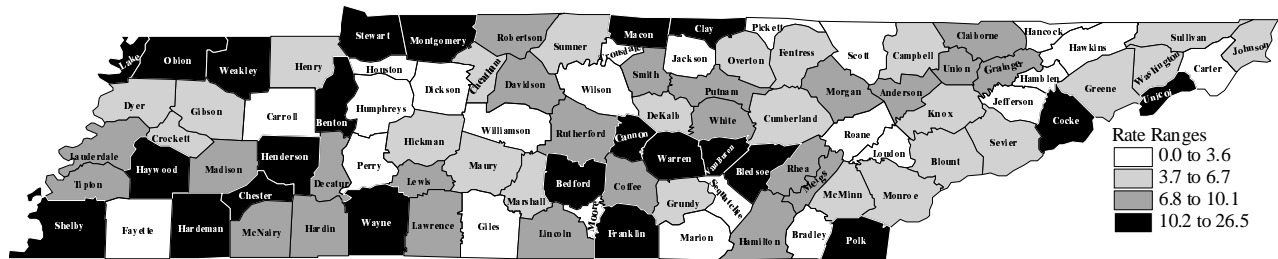 Pickett
Hancock
Stewart
Montgomery
Robertson
Sumner
Macon
Clay
Claiborne
Hawkins
Sullivan
Johnson
Lake
Obion
Weakley
Henry
Houston
Cheatham
Trousdale
Jackson
Overton
Fentress
Scott
Campbell
Union
Grainger
Hamblen
Washington
Carter
Dyer
Gibson
Carroll
Benton
Humphreys
Dickson
Davidson
Wilson
Smith
Putnam
Morgan
Anderson
Jefferson
Greene
Unicoi
Crockett
Hickman
Williamson
Rutherford
Cannon
DeKalb
White
Cumberland
Roane
Knox
Cocke
Lauderdale
Haywood
Madison
Henderson
Decatur
Perry
Lewis
Maury
Bedford
Coffee
Warren
Van Buren
Bledsoe
Rhea
Meigs
Loudon
Blount
Sevier
Tipton
Chester
Marshall
Moore
Grundy
Sequatchie
McMinn
Monroe
Shelby
Fayette
Hardeman
McNairy
Hardin
Wayne
Lawrence
Giles
Lincoln
Franklin
Marion
Hamilton
Bradley
Polk
Rate Ranges
0.0 to 3.6
3.7 to 6.7
6.8 to 10.1
10.2 to 26.5